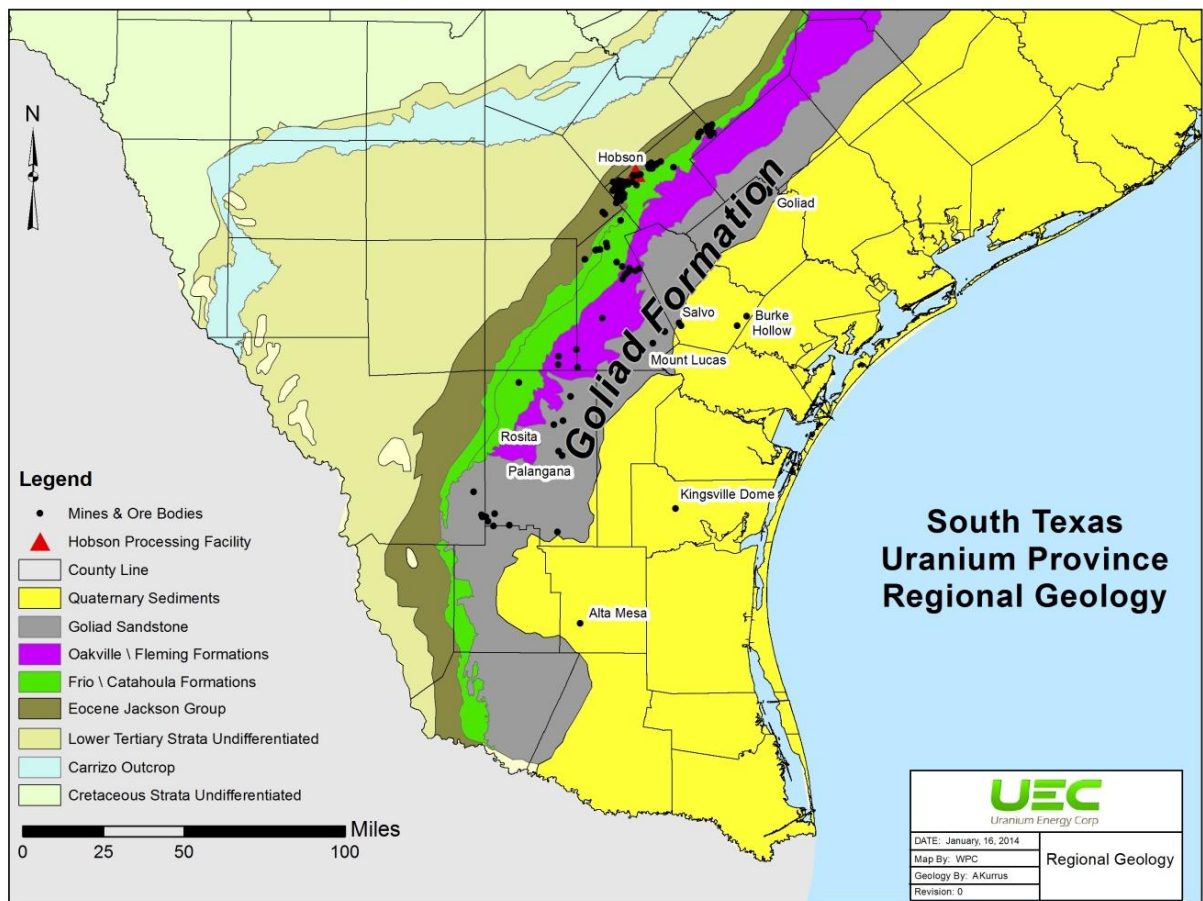 N
Hobson
Goliad
Goliad Formation
Salvo
Burke
Hollow
Mount Lucas
Rosita
Palangana
Kingsville Dome
Alta Mesa
South Texas
Uranium Province
Regional Geology
Legend
Mines & Ore Bodies
Hobson Processing Facility
County Line
Quaternary Sediments
Goliad Sandstone
Oakville \ Fleming Formations
Frio \ Catahoula Formations
Eocene Jackson Group
Lower Tertiary Strata Undifferentiated
Carrizo Outcrop
Cretaceous Strata Undifferentiated
Miles
0 25 50 100
UEC
Uranium Energy Corp
DATE: January, 16, 2014
Map By: WPC
Geology By: AKurrus
Revision: 0
Regional Geology